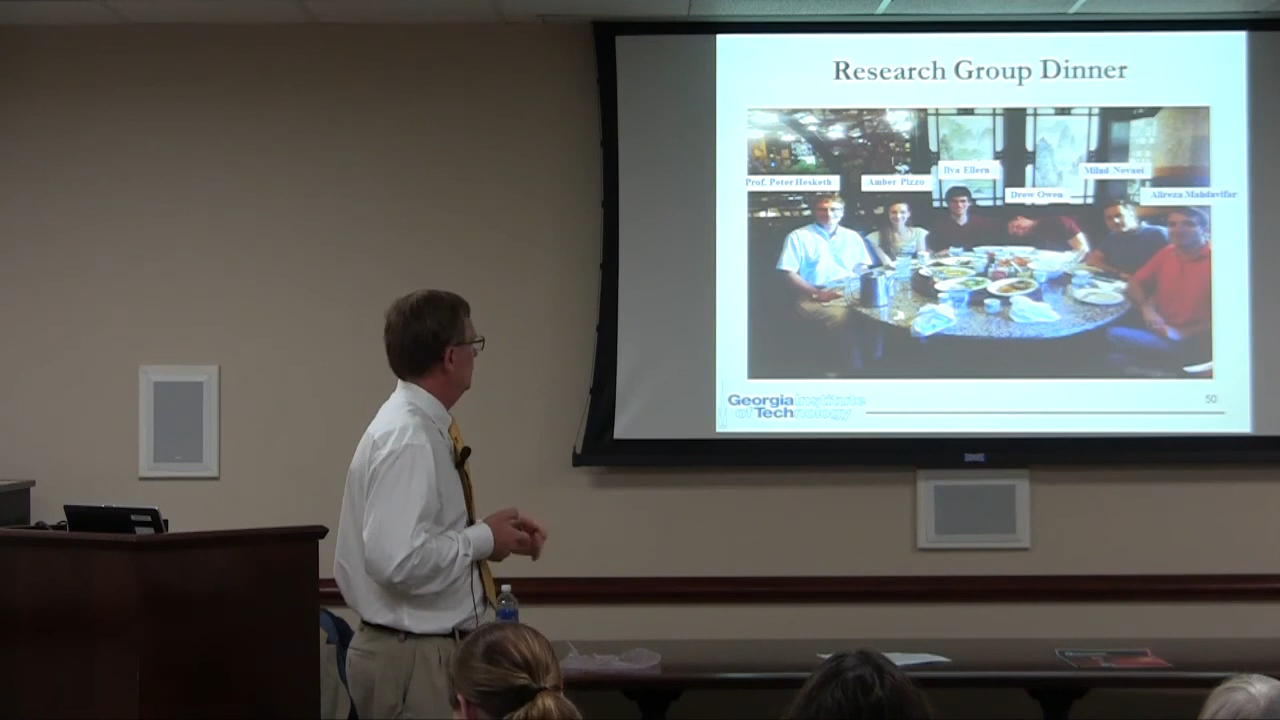 Research Group Dinner
Prof. Peter Hesketh
Amber Pizzo
Ilya Ellern
Drew Owen
Milad Navaei
Alireza Mahdavifar
Georgia Institute
of Technology
50